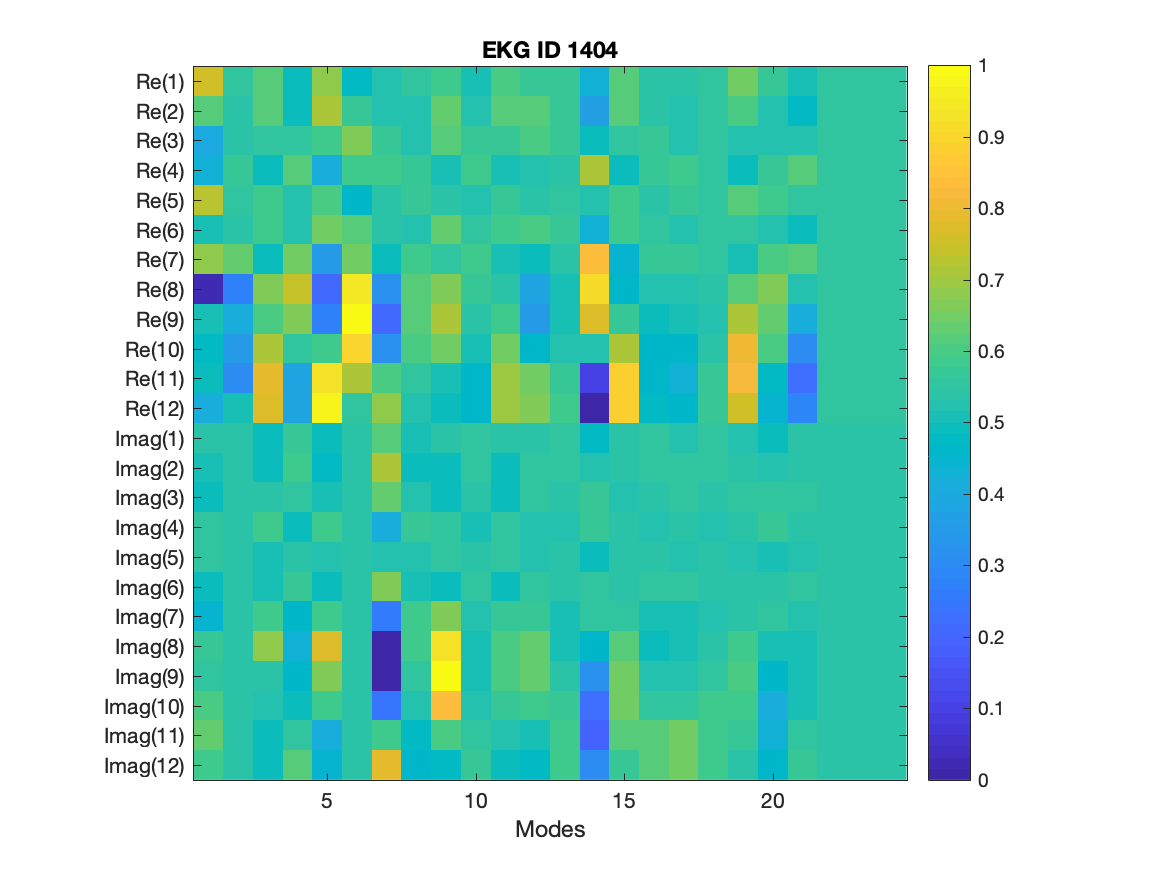 EKG ID 1404
Re(1)
Re(2)
Re(3)
Re(4)
Re(5)
Re(6)
Re(7)
Re(8)
Re(9)
Re(10)
Re(11)
Re(12)
Imag(1)
Imag(2)
Imag(3)
Imag(4)
Imag(5)
Imag(6)
Imag(7)
Imag(8)
Imag(9)
Imag(10)
Imag(11)
Imag(12)
5 10 15 20
Modes
1
0.9
0.8
0.7
0.6
0.5
0.4
0.3
0.2
0.1
0